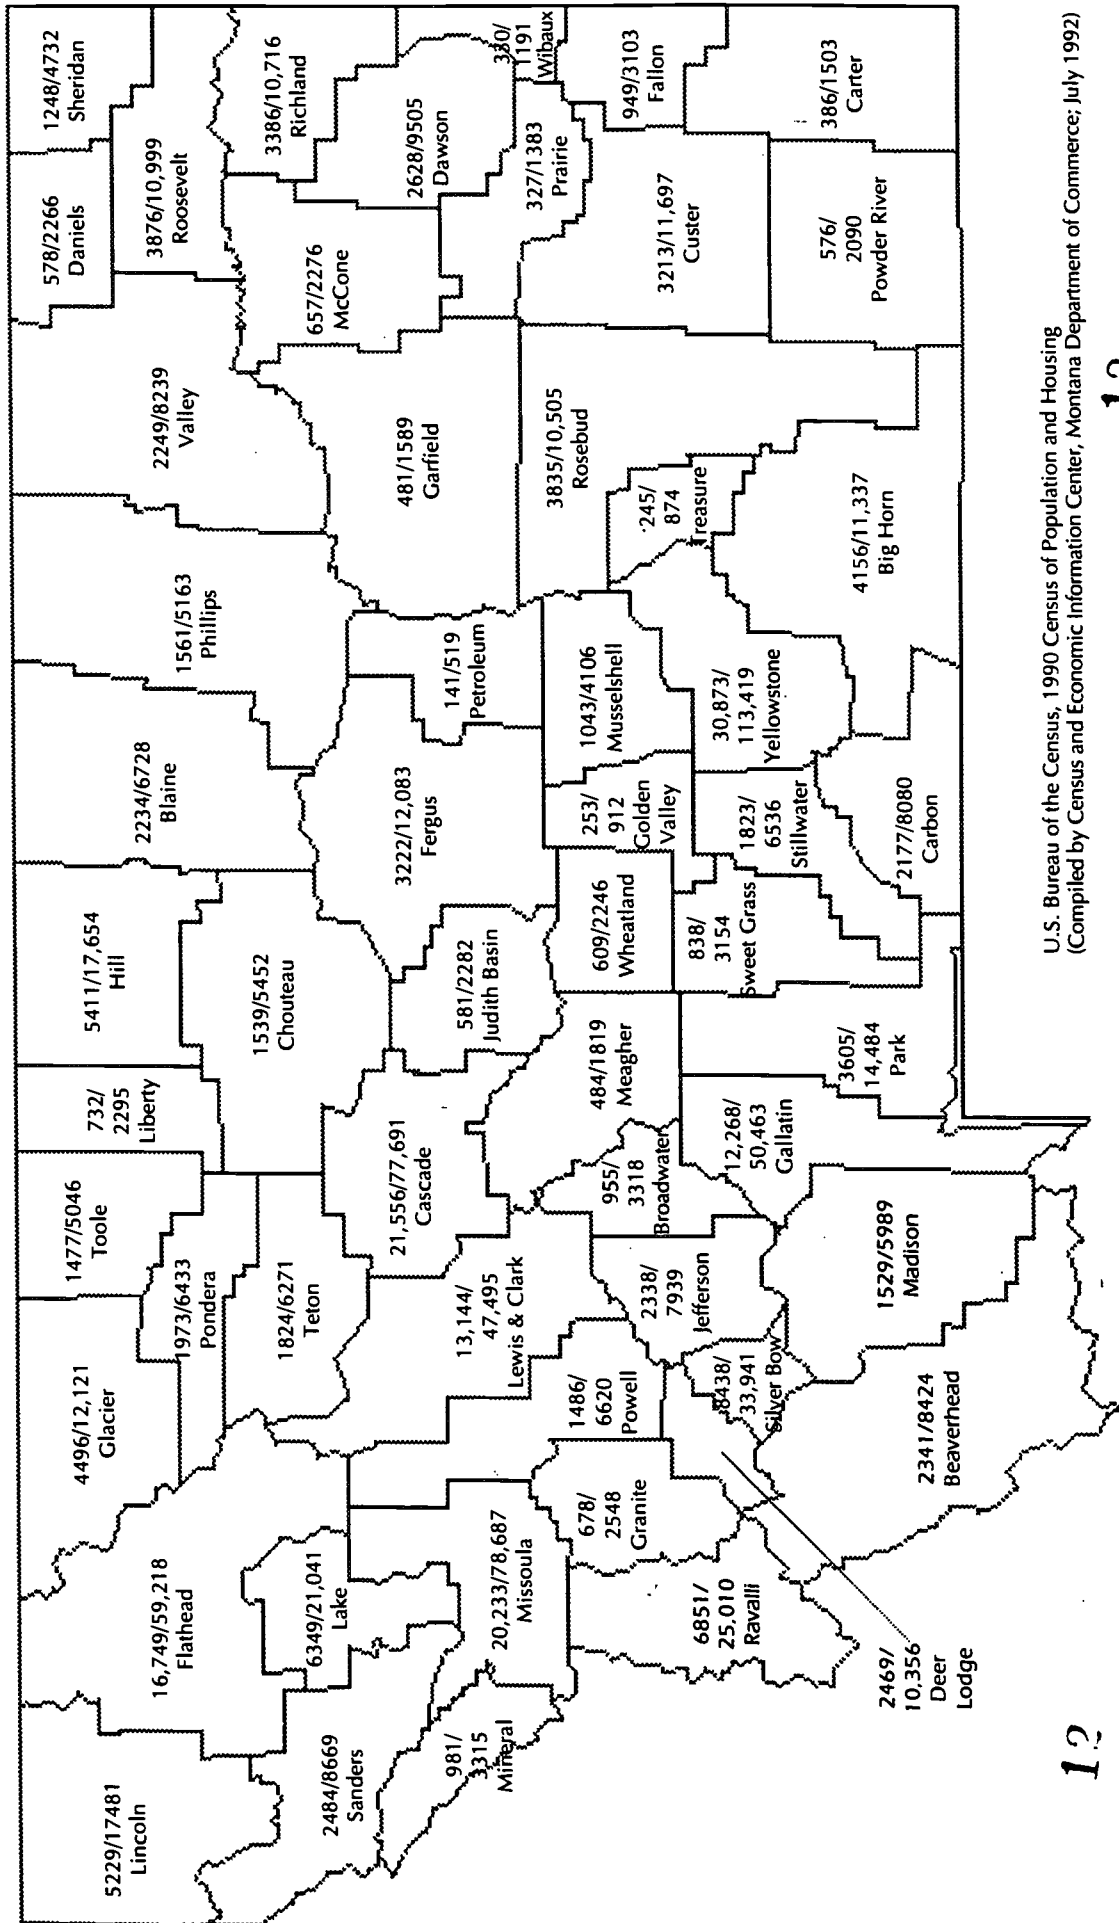 5229/17481
Lincoln
16,749/59,218
Flathead
4496/12,121
Glacier
1477/5046
Toole
732/
2295
Liberty
5411/17,654
Hill
2234/6728
Blaine
1561/5163
Phillips
2249/8239
Valley
578/2266
Daniels
1248/4732
Sheridan
3876/10,999
Roosevelt
2484/8669
Sanders
6349/21,041
Lake
1973/6433
Pondera
1824/6271
Teton
1539/5452
Chouteau
3386/10,716
Richland
657/2276
McCone
2628/9505
Dawson
981/
3315
Mineral
20,233/78,687
Missoula
13,144/
47,495
Lewis & Clark
21,556/77,691
Cascade
581/2282
Judith Basin
3222/12,083
Fergus
141/519
Petroleum
481/1589
Garfield
327/1383
Prairie
330/
1191
Wibaux
1486/
6620
Powell
678/
2548
Granite
2338/
7939
Jefferson
955/
3318
Broadwater
484/1819
Meagher
609/2246
Wheatland
253/
912
Golden
Valley
1043/4106
Musselshell
245/
874
Treasure
3835/10,505
Rosebud
3213/11,697
Custer
949/3103
Fallon
6851/
25,010
Ravalli
8438/
33,941
Silver Bow
12,268/
50,463
Gallatin
838/
3154
Sweet Grass
1823/
6536
Stillwater
30,873/
113,419
Yellowstone
2469/
10,356
Deer
Lodge
2341/8424
Beaverhead
1529/5989
Madison
3605/
14,484
Park
2177/8080
Carbon
4156/11,337
Big Horn
576/
2090
Powder River
386/1503
Carter
U.S. Bureau of the Census, 1990 Census of Population and Housing
(Compiled by Census and Economic Information Center, Montana Department of Commerce; July 1992)
12